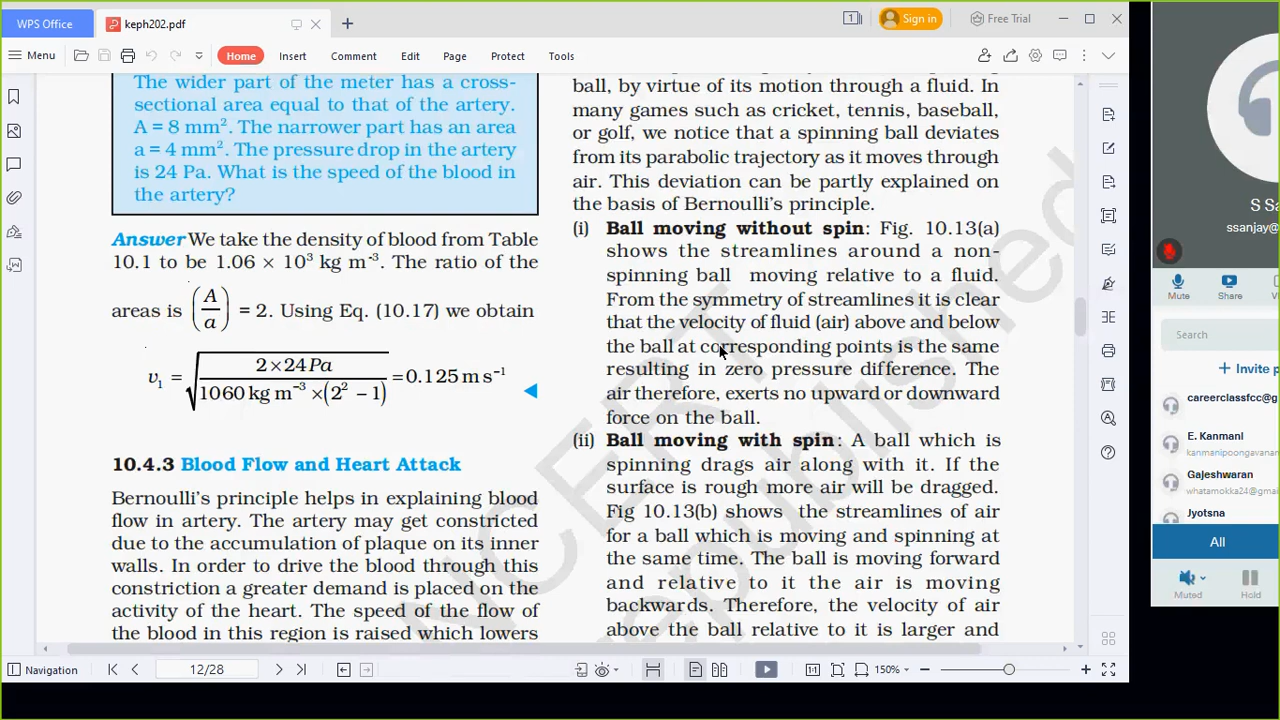 WPS Office
keph202.pdf
1
Sign in
Free Trial
Menu
Home
Insert
Comment
Edit
Page
Protect
Tools
The wider part of the meter has a cross-
sectional area equal to that of the artery.
A = 8 mm². The narrower part has an area
a = 4 mm². The pressure drop in the artery
is 24 Pa. What is the speed of the blood in
the artery?
Answer We take the density of blood from Table
10.1 to be 1.06 × 10³ kg m⁻³. The ratio of the
areas is (A/a) = 2. Using Eq. (10.17) we obtain
v₁ = √(2×24Pa / 1060 kg m⁻³ ×(2² − 1)) = 0.125 m s⁻¹
10.4.3 Blood Flow and Heart Attack
Bernoulli's principle helps in explaining blood
flow in artery. The artery may get constricted
due to the accumulation of plaque on its inner
walls. In order to drive the blood through this
constriction a greater demand is placed on the
activity of the heart. The speed of the flow of
the blood in this region is raised which lowers
ball, by virtue of its motion through a fluid. In
many games such as cricket, tennis, baseball,
or golf, we notice that a spinning ball deviates
from its parabolic trajectory as it moves through
air. This deviation can be partly explained on
the basis of Bernoulli's principle.
(i) Ball moving without spin: Fig. 10.13(a)
shows the streamlines around a non-
spinning ball moving relative to a fluid.
From the symmetry of streamlines it is clear
that the velocity of fluid (air) above and below
the ball at corresponding points is the same
resulting in zero pressure difference. The
air therefore, exerts no upward or downward
force on the ball.
(ii) Ball moving with spin: A ball which is
spinning drags air along with it. If the
surface is rough more air will be dragged.
Fig 10.13(b) shows the streamlines of air
for a ball which is moving and spinning at
the same time. The ball is moving forward
and relative to it the air is moving
backwards. Therefore, the velocity of air
above the ball relative to it is larger and
NCERT
republished
Navigation
12/28
150%
S Sa
ssanjay@
Mute
Share
Search
+ Invite p
careerclassfcc@g
E. Kanmani
kanmanipoongavanar
Gajeshwaran
whatamokka24@gmai
Jyotsna
All
Muted
Hold